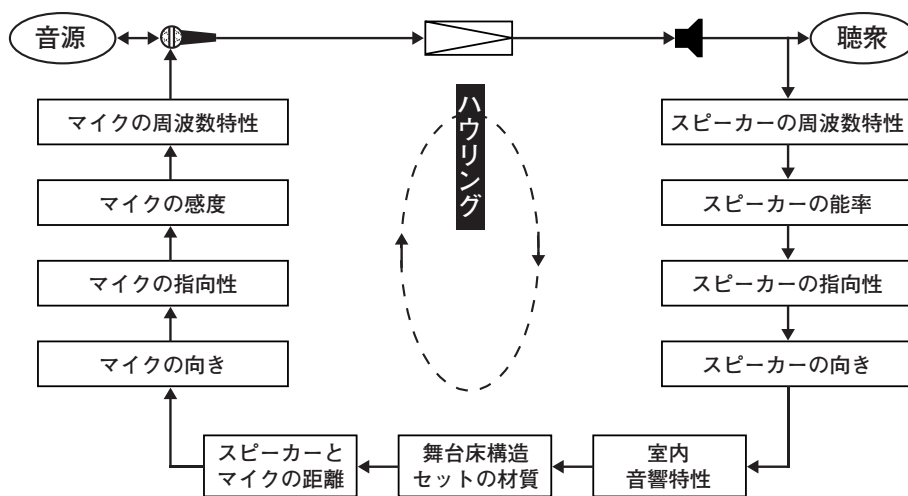 音源
聴衆
ハウリング
マイクの周波数特性
マイクの感度
マイクの指向性
マイクの向き
スピーカーの周波数特性
スピーカーの能率
スピーカーの指向性
スピーカーの向き
スピーカーと
マイクの距離
舞台床構造
セットの材質
室内
音響特性